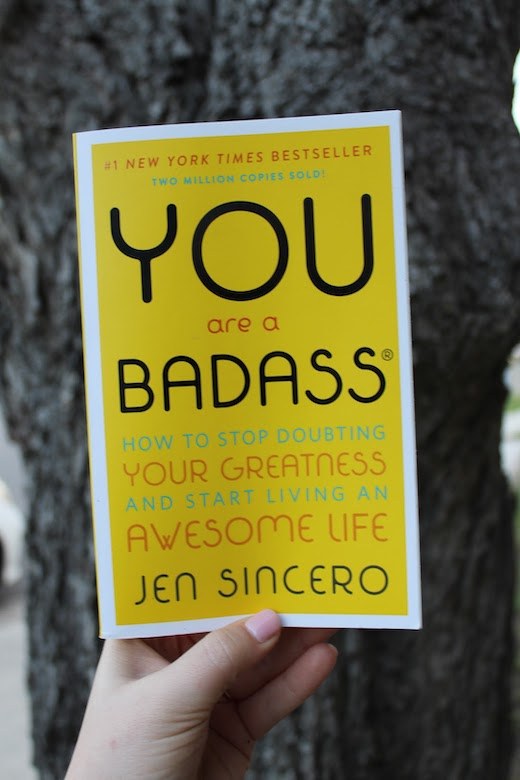 #1 NEW YORK TIMES BESTSELLER
TWO MILLION COPIES SOLD!
YOU
are a
BADASS®
HOW TO STOP DOUBTING
YOUR GREATNESS
AND START LIVING AN
AWESOME LIFE
JEN SINCERO